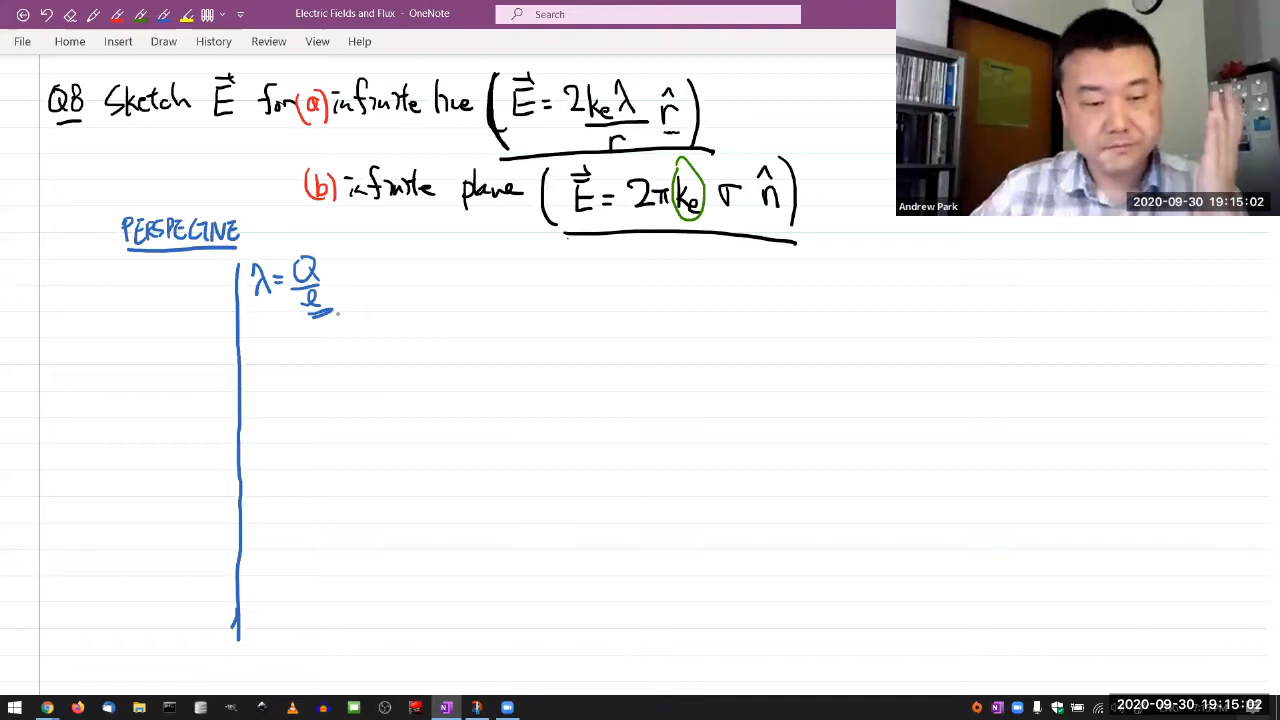 Electric Fields and Flux - OneNote
Search
File Home Insert Draw History Review View Help
Q8 Sketch E⃗ for (a) infinite line (E⃗ = 2kₑλ/r r̂)
(b) infinite plane (E⃗ = 2πkₑ σ n̂)
PERSPECTIVE
λ = Q/ℓ
Andrew Park
2020-09-30 19:15:02
2020-09-30 19:15:02